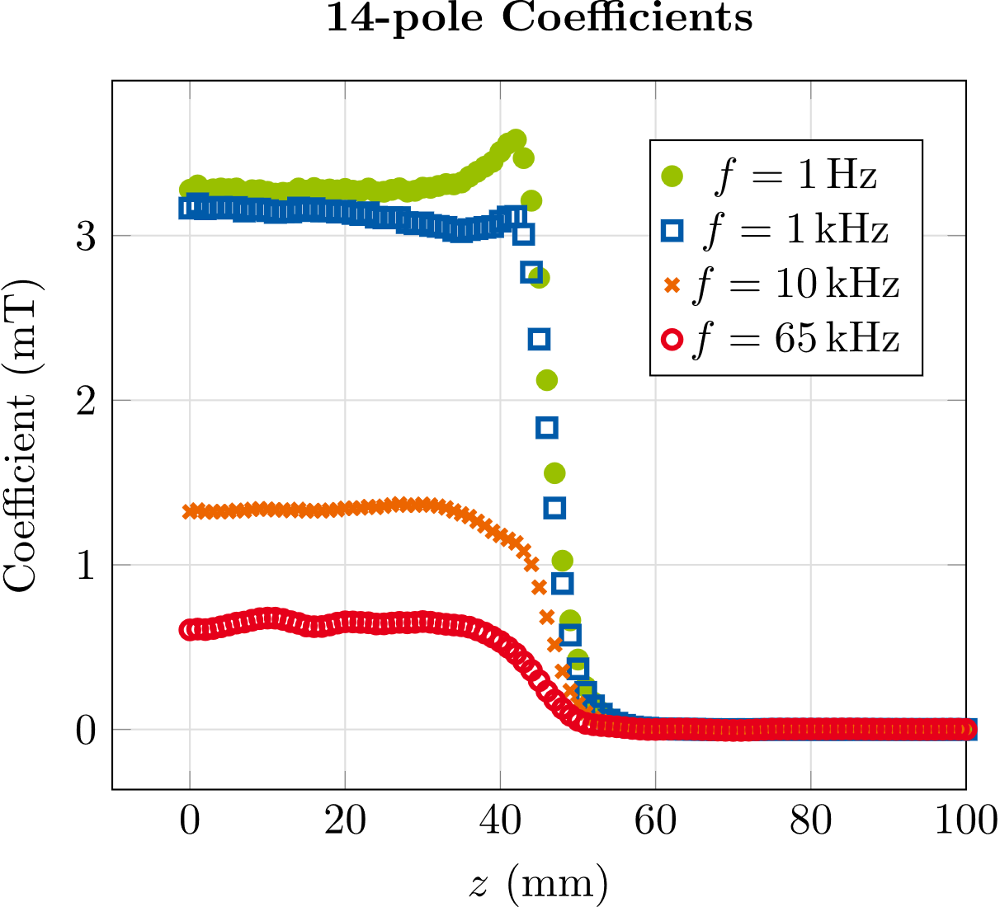 14-pole Coefficients
f = 1 Hz
f = 1 kHz
f = 10 kHz
f = 65 kHz
3
2
1
0
Coefficient (mT)
0 20 40 60 80 100
z (mm)